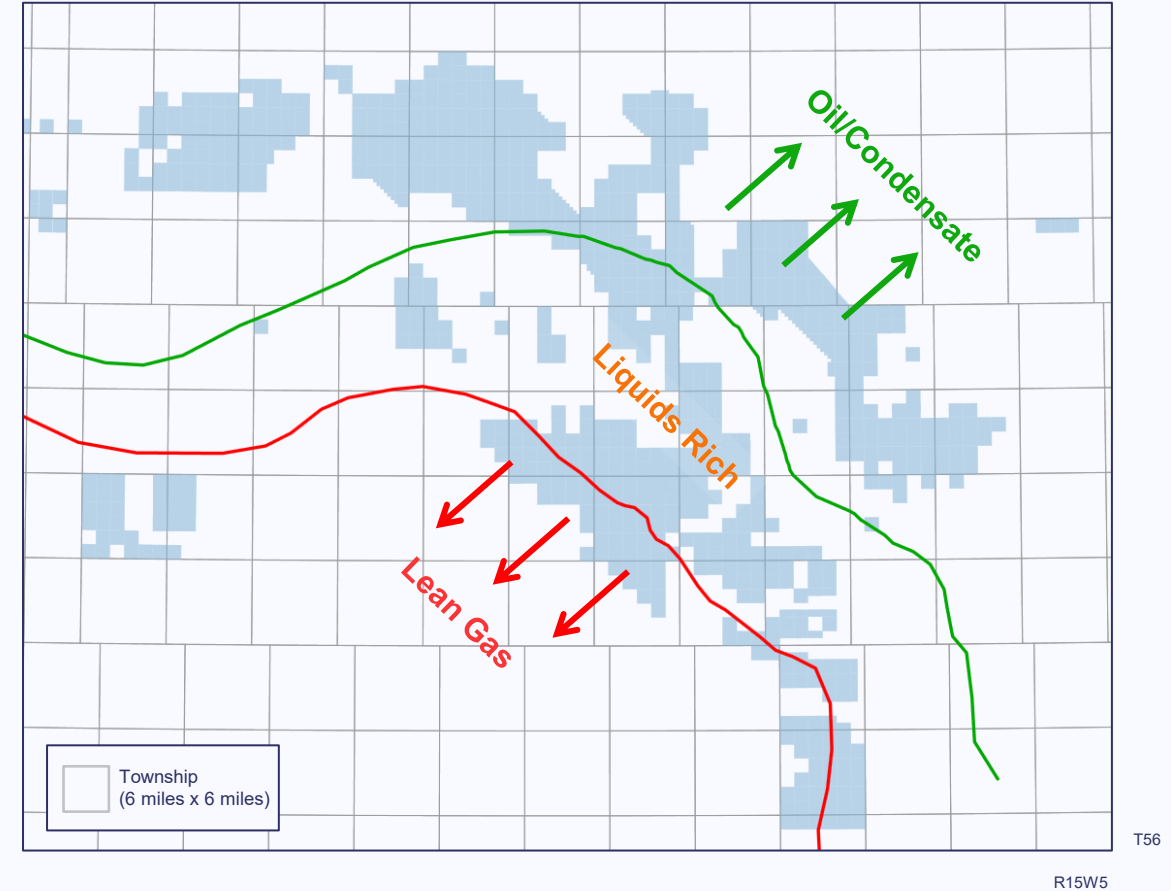 Oil/Condensate
Liquids Rich
Lean Gas
Township
(6 miles x 6 miles)
T56
R15W5